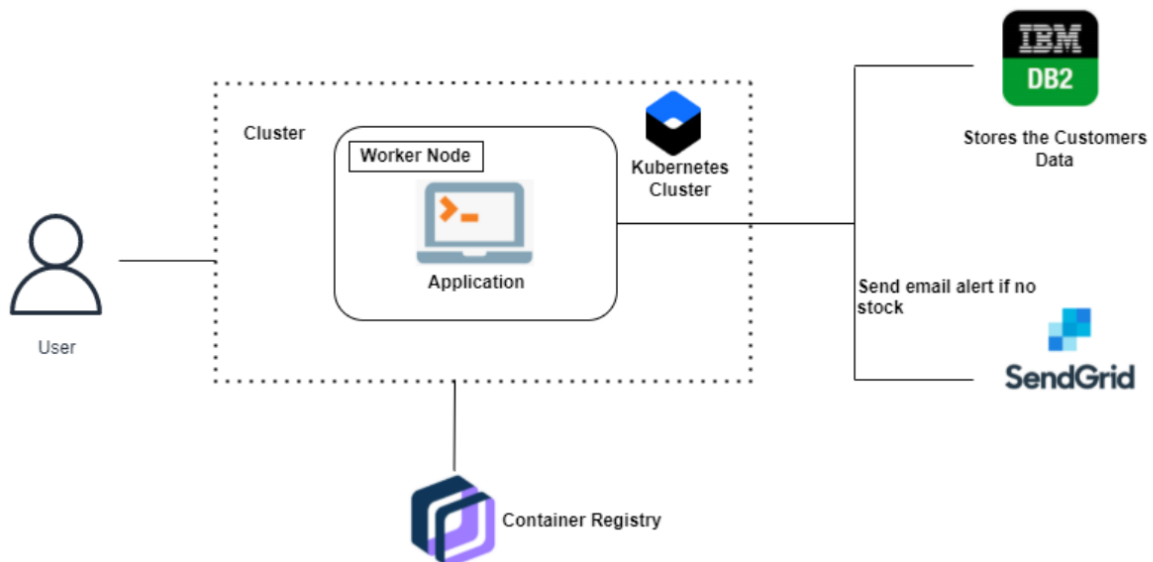 IBM
DB2
Stores the Customers
Data
Cluster
Worker Node
Kubernetes
Cluster
Application
User
Send email alert if no
stock
SendGrid
Container Registry